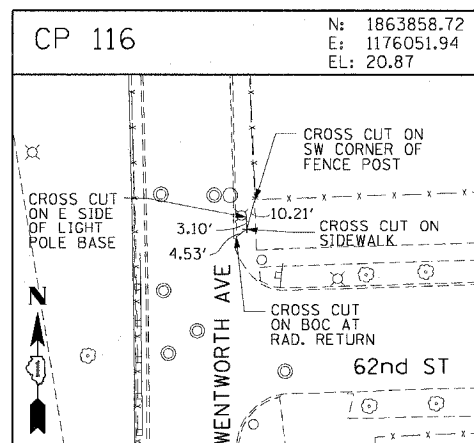 CP 116
N: 1863858.72
E: 1176051.94
EL: 20.87
CROSS CUT ON
SW CORNER OF
FENCE POST
CROSS CUT
ON E SIDE
OF LIGHT
POLE BASE
10.21'
3.10'
4.53'
CROSS CUT ON
SIDEWALK
CROSS CUT
ON BOC AT
RAD. RETURN
WENTWORTH AVE
62nd ST
N